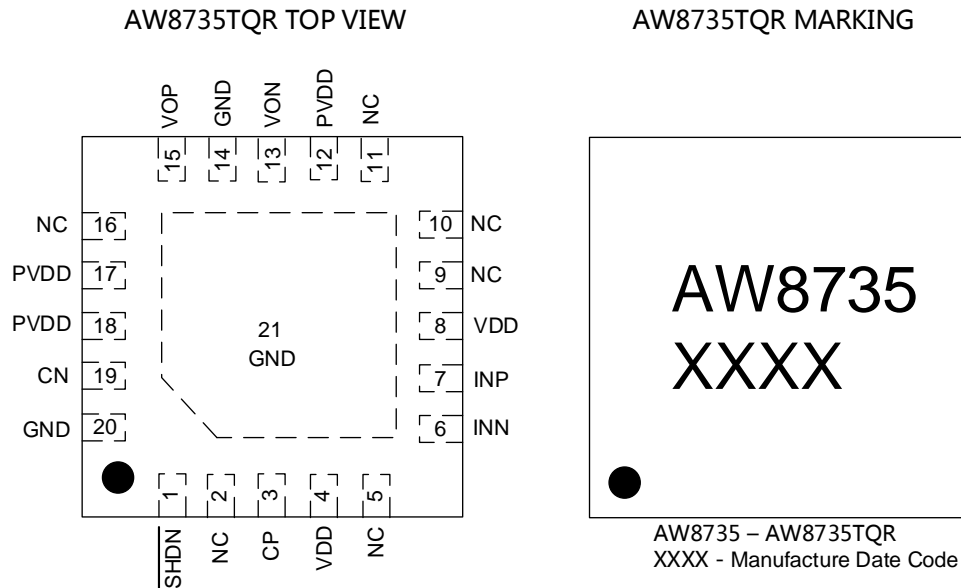 AW8735TQR TOP VIEW
AW8735TQR MARKING
VOP
GND
VON
PVDD
NC
15
14
13
12
11
NC 16
10 NC
PVDD 17
9 NC
PVDD 18
8 VDD
21
GND
CN 19
7 INP
GND 20
6 INN
1
2
3
4
5
SHDN
NC
CP
VDD
NC
AW8735
XXXX
AW8735 – AW8735TQR
XXXX - Manufacture Date Code